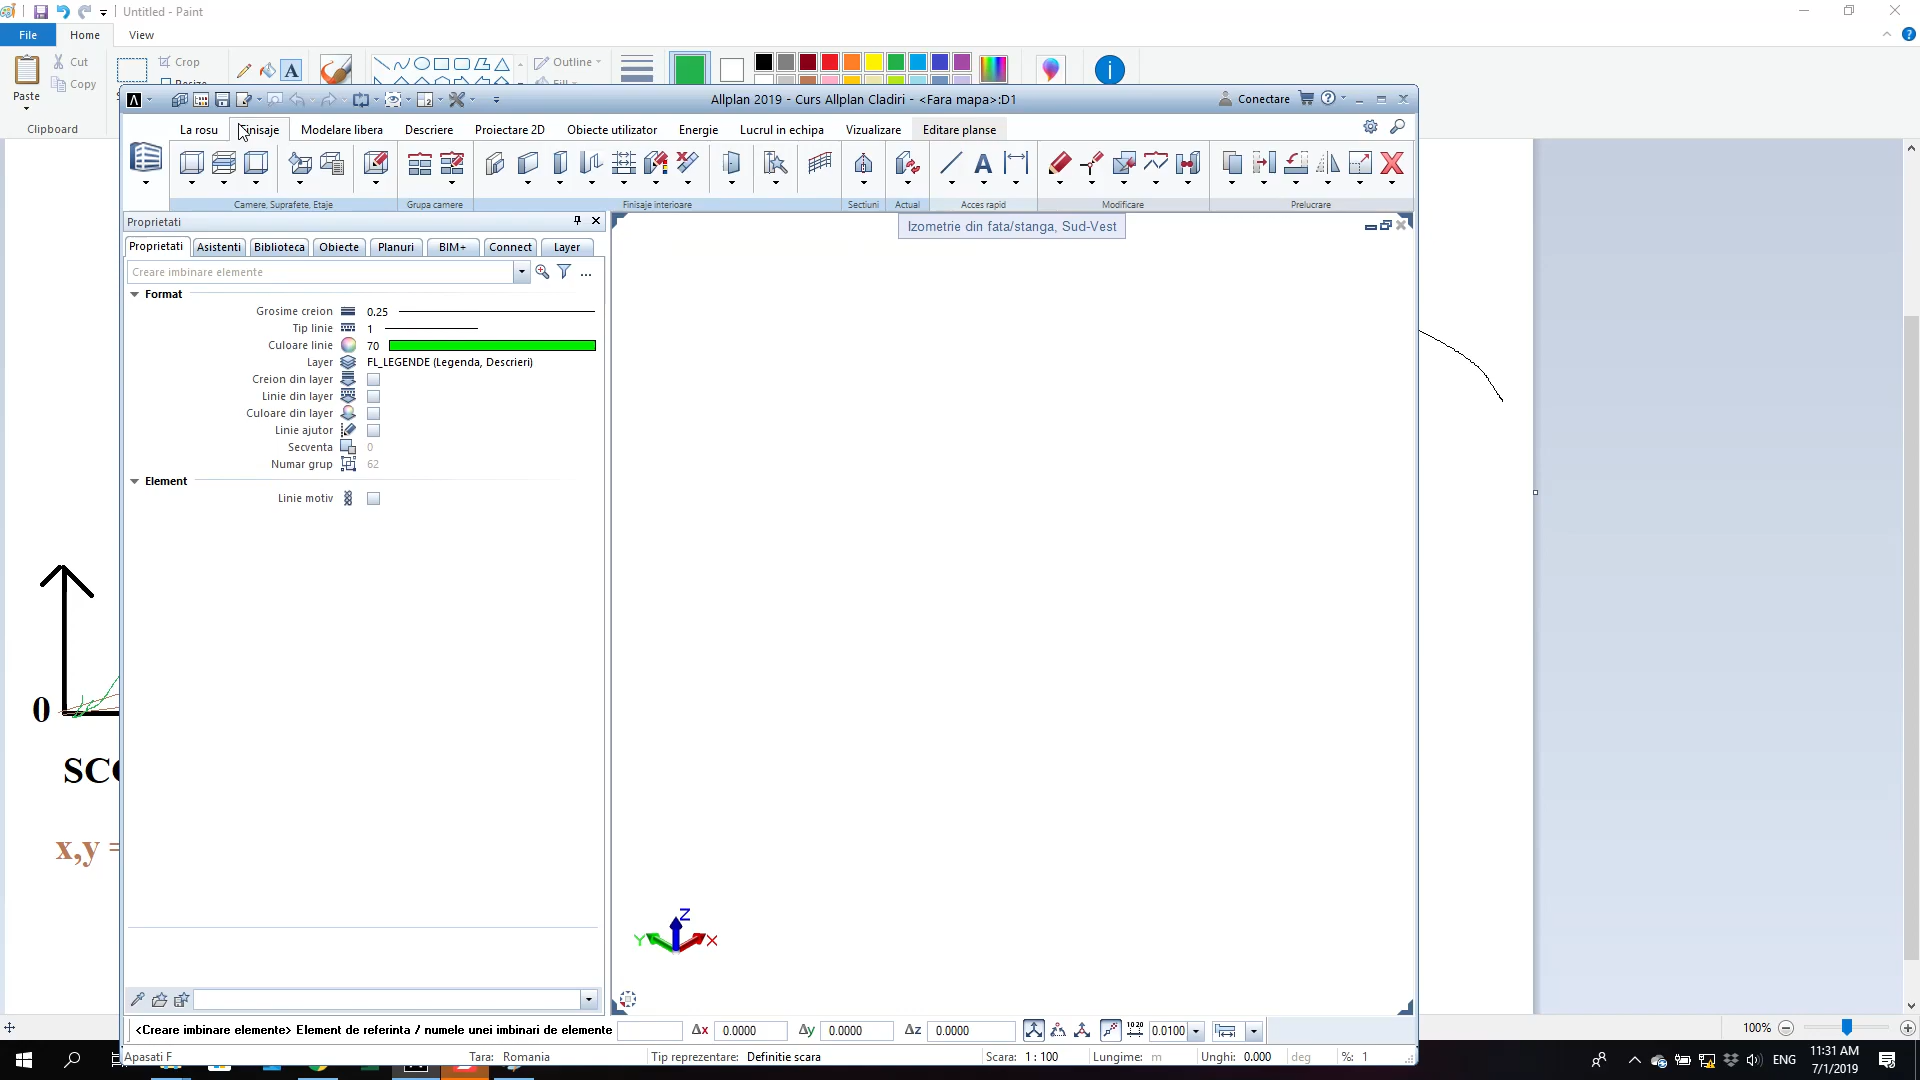 Untitled - Paint
File Home View
Cut
Copy
Paste
Crop
Outline
Clipboard
Allplan 2019 - Curs Allplan Cladiri - <Fara mapa>:D1
Conectare
La rosu Finisaje Modelare libera Descriere Proiectare 2D Obiecte utilizator Energie Lucrul in echipa Vizualizare Editare planse
Camere, Suprafete, Etaje Grupa camere Finisaje interioare Sectiuni Actual Acces rapid Modificare Prelucrare
Izometrie din fata/stanga, Sud-Vest
Proprietati
Proprietati Asistenti Biblioteca Obiecte Planuri BIM+ Connect Layer
Creare imbinare elemente
Format
Grosime creion 0.25
Tip linie 1
Culoare linie 70
Layer FL_LEGENDE (Legenda, Descrieri)
Creion din layer
Linie din layer
Culoare din layer
Linie ajutor
Secventa 0
Numar grup 62
Element
Linie motiv
0
x,y =
Z
Y X
<Creare imbinare elemente> Element de referinta / numele unei imbinari de elemente Δx 0.0000 Δy 0.0000 Δz 0.0000 0.0100
Apasati F Tara: Romania Tip reprezentare: Definitie scara Scara: 1 : 100 Lungime: m Unghi: 0.000 deg %: 1
100%
ENG
11:31 AM
7/1/2019